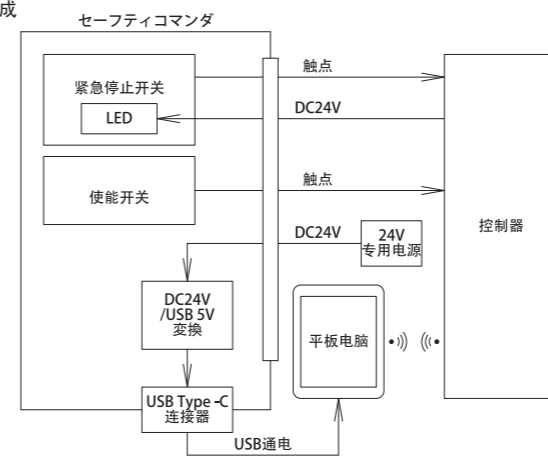 成
セーフティコマンダ
紧急停止开关
LED
触点
DC24V
使能开关
触点
控制器
DC24V
24V
专用电源
DC24V
/USB 5V
变換
平板电脑
USB Type -C
连接器
USB通电